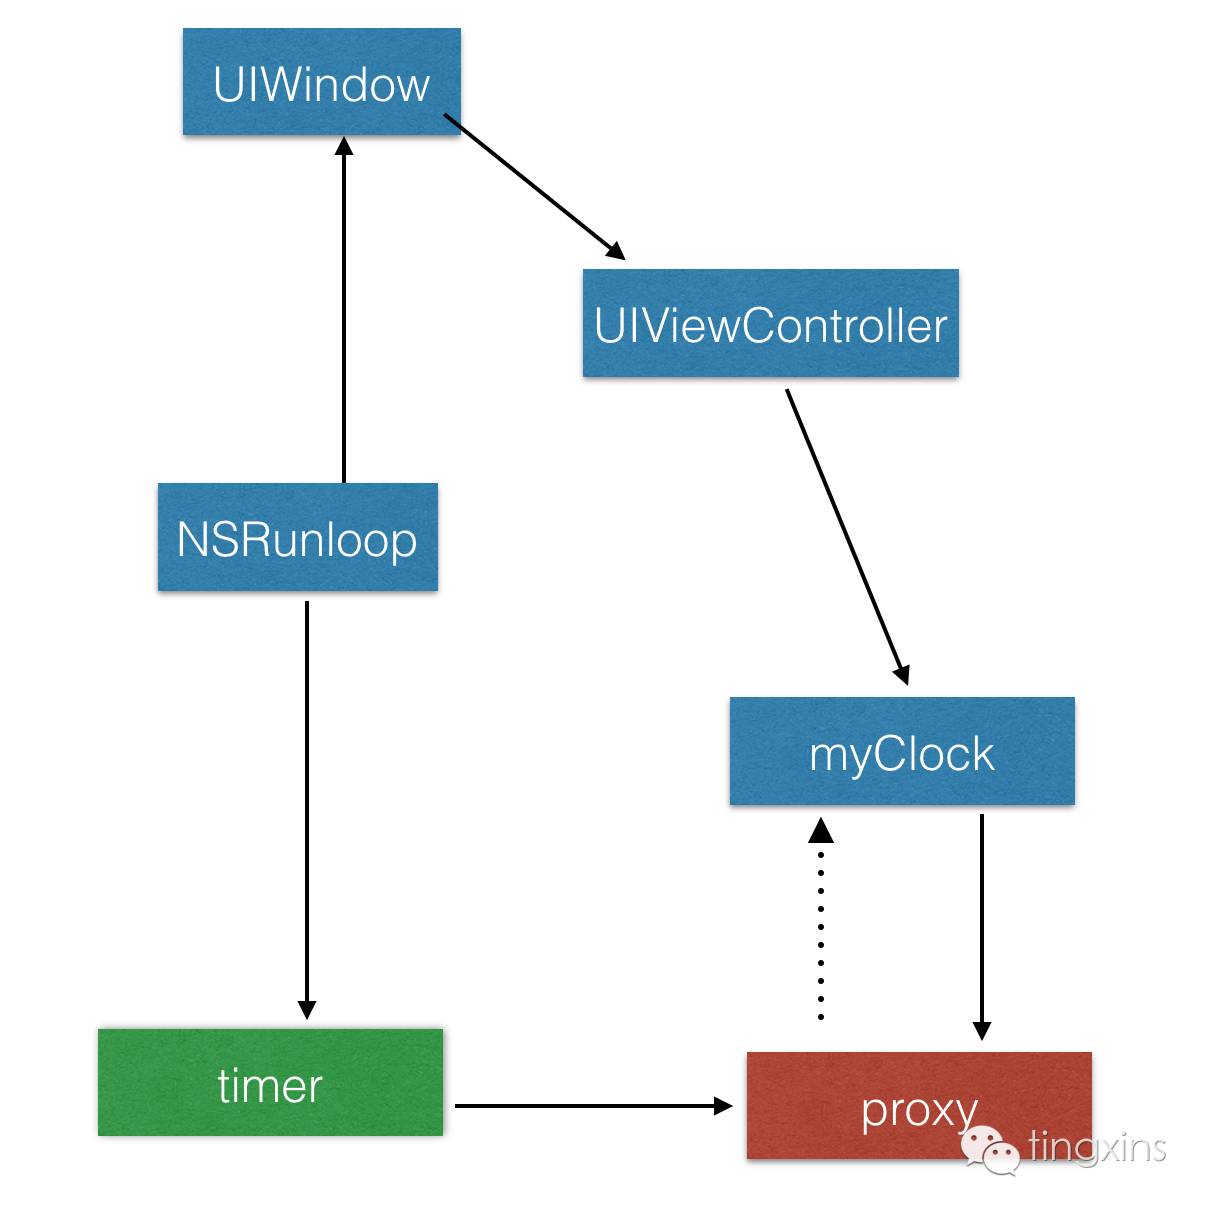 UIWindow
UIViewController
NSRunloop
myClock
timer
proxy
tingxins